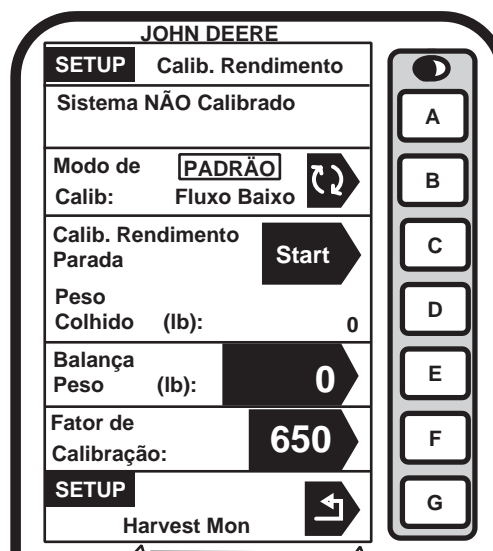 JOHN DEERE
SETUP Calib. Rendimento
Sistema NÃO Calibrado
Modo de PADRÄO
Calib: Fluxo Baixo
Calib. Rendimento
Parada Start
Peso
Colhido (lb): 0
Balança
Peso (lb): 0
Fator de
Calibração: 650
SETUP
Harvest Mon
A
B
C
D
E
F
G